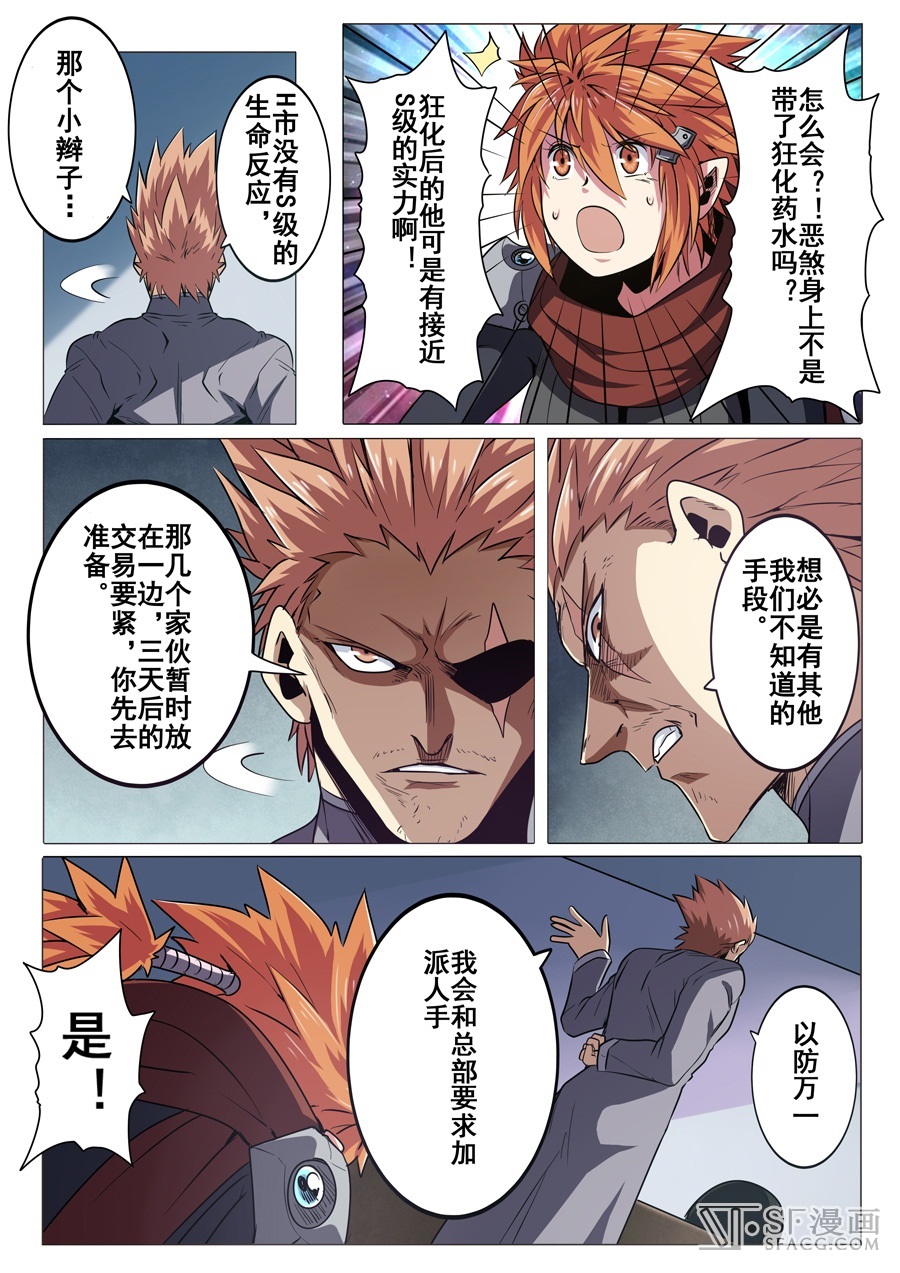 怎么会？！恶煞身上不是
带了狂化药水吗？
狂化后的他可是有接近
S级的实力啊！
H市没有S级的
生命反应，
那个小辫子…
想必是有其他
我们不知道的
手段。
那几个家伙暂时放
在一边，三天后的
交易要紧，你先去
准备。
以防万一
我会和总部要求加
派人手
是！
SF漫画
SFACG.COM